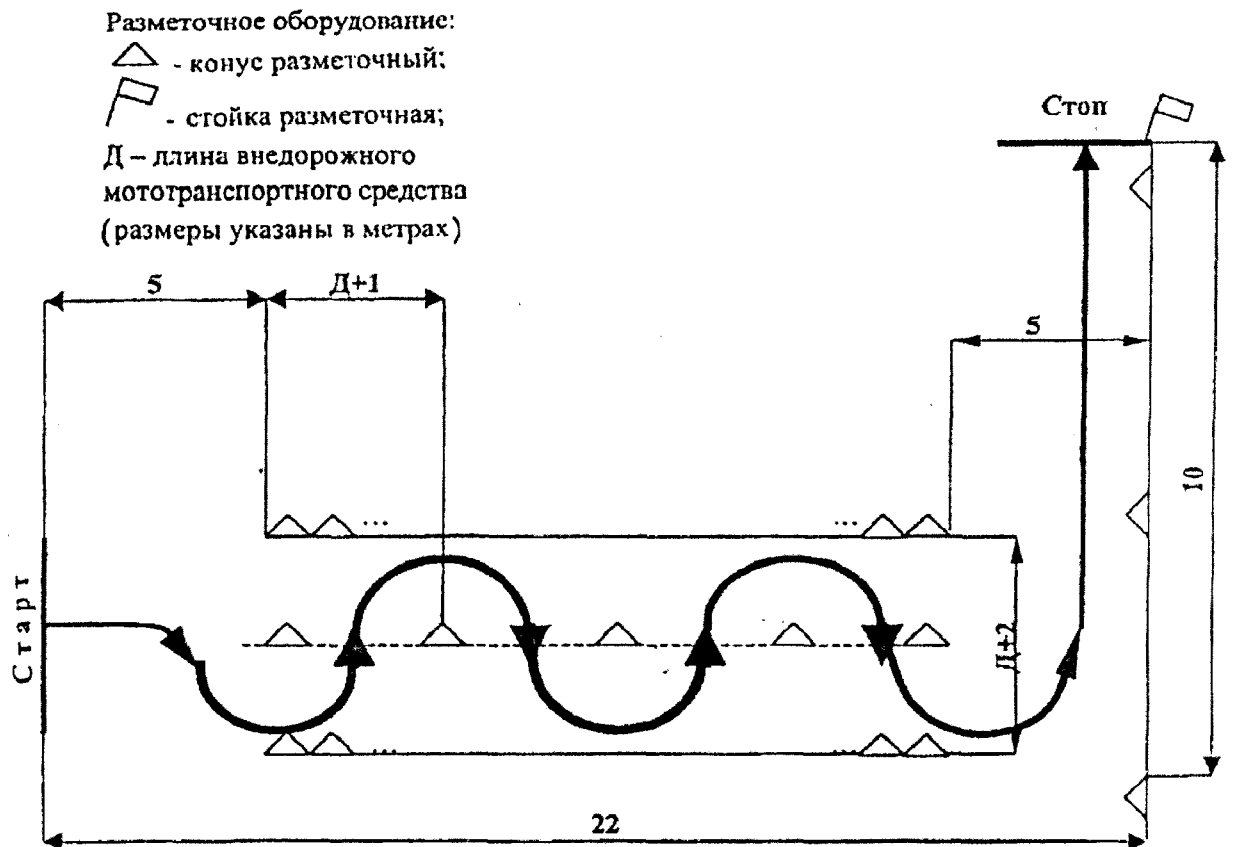 Разметочное оборудование:
- конус разметочный;
- стойка разметочная;
Д – длина внедорожного
мототранспортного средства
(размеры указаны в метрах)
Стоп
5
Д+1
5
10
Старт
Д+2
...
...
...
...
22